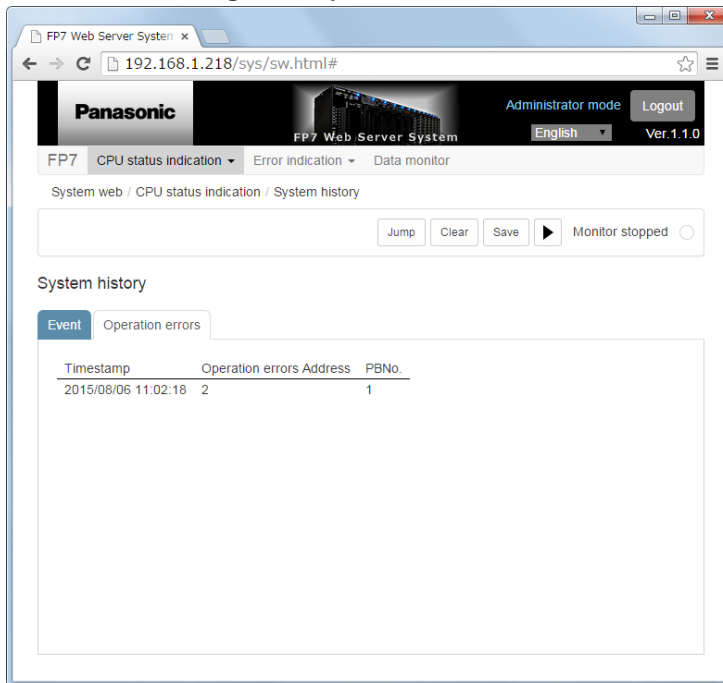 FP7 Web Server System
192.168.1.218/sys/sw.html#
Panasonic
FP7 Web Server System
Administrator mode
Logout
English
Ver.1.1.0
FP7 CPU status indication Error indication Data monitor
System web / CPU status indication / System history
Jump Clear Save Monitor stopped
System history
Event Operation errors
Timestamp Operation errors Address PBNo.
2015/08/06 11:02:18 2 1